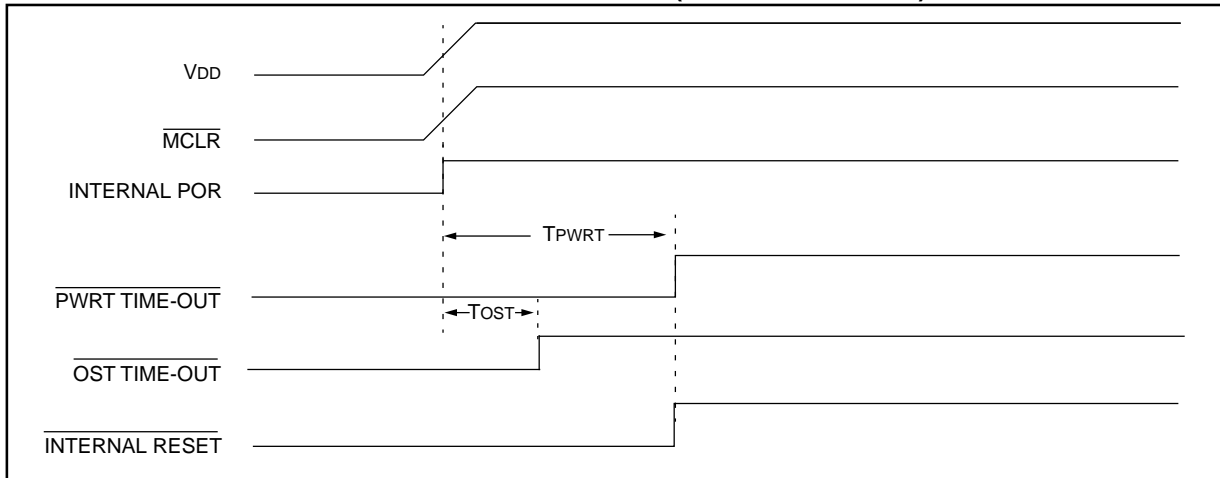 VDD
MCLR
INTERNAL POR
TPWRT
PWRT TIME-OUT
TOST
OST TIME-OUT
INTERNAL RESET